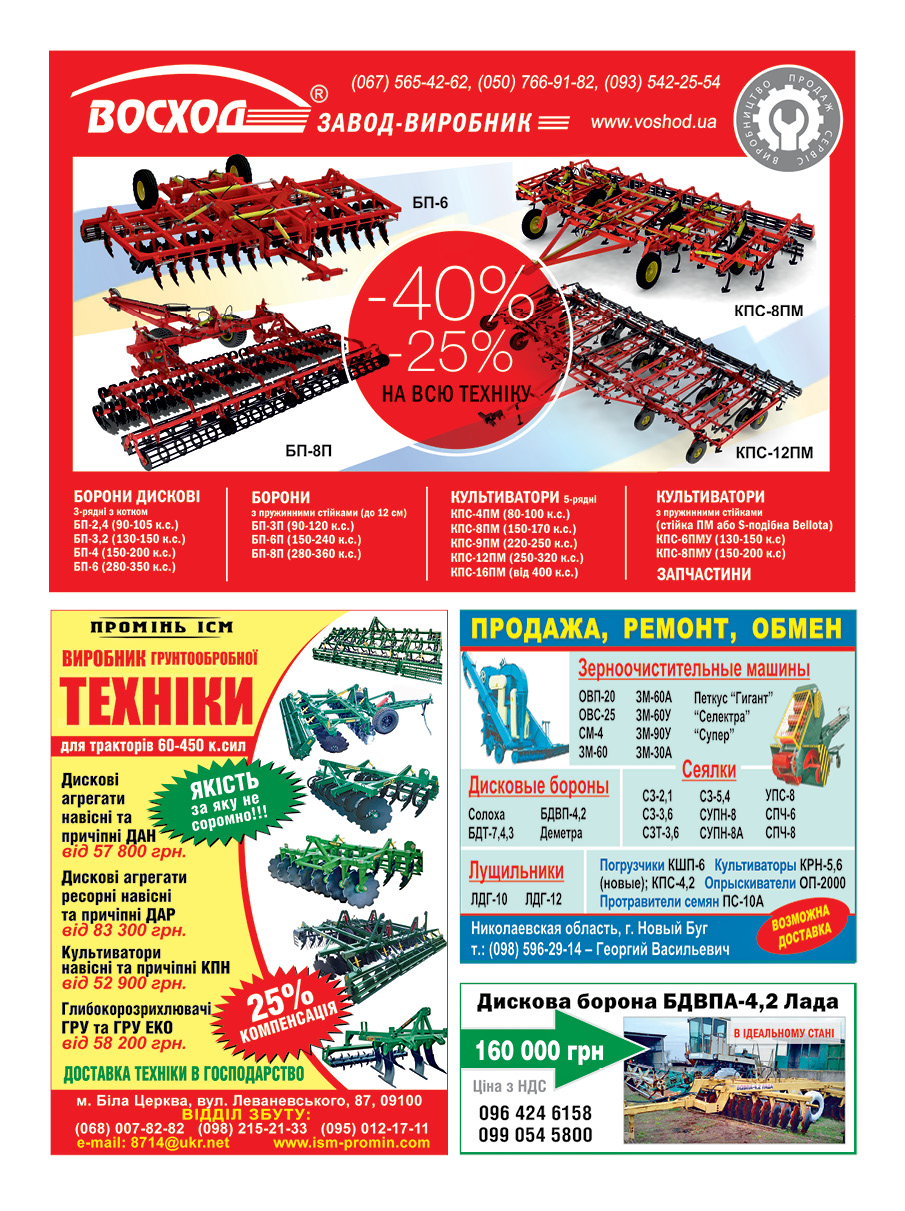 ВОСХОД ®
(067) 565-42-62, (050) 766-91-82, (093) 542-25-54
ЗАВОД-ВИРОБНИК
www.voshod.ua
ВИРОБНИЦТВО ПРОДАЖ СЕРВІС
БП-6
КПС-8ПМ
-40%
-25%
НА ВСЮ ТЕХНІКУ
БП-8П
КПС-12ПМ
БОРОНИ ДИСКОВІ
3-рядні з котком
БП-2,4 (90-105 к.с.)
БП-3,2 (130-150 к.с.)
БП-4 (150-200 к.с.)
БП-6 (280-350 к.с.)
БОРОНИ
з пружинними стійками (до 12 см)
БП-3П (90-120 к.с.)
БП-6П (150-240 к.с.)
БП-8П (280-360 к.с.)
КУЛЬТИВАТОРИ 5-рядні
КПС-4ПМ (80-100 к.с.)
КПС-8ПМ (150-170 к.с.)
КПС-9ПМ (220-250 к.с.)
КПС-12ПМ (250-320 к.с.)
КПС-16ПМ (від 400 к.с.)
КУЛЬТИВАТОРИ
з пружинними стійками
(стійка ПМ або S-подібна Bellota)
КПС-6ПМУ (130-150 к.с)
КПС-8ПМУ (150-200 к.с)
ЗАПЧАСТИНИ
ПРОМІНЬ ІСМ
ВИРОБНИК ГРУНТООБРОБНОЇ
ТЕХНІКИ
для тракторів 60-450 к.сил
ЯКІСТЬ
за яку не
соромно!!!
Дискові
агрегати
навісні та
причіпні ДАН
від 57 800 грн.
Дискові агрегати
ресорні навісні
та причіпні ДАР
від 83 300 грн.
Культиватори
навісні та причіпні КПН
від 52 900 грн.
Глибокорозрихлювачі
ГРУ та ГРУ ЕКО
від 58 200 грн.
25%
КОМПЕНСАЦІЯ
ДОСТАВКА ТЕХНІКИ В ГОСПОДАРСТВО
м. Біла Церква, вул. Леваневського, 87, 09100
ВІДДІЛ ЗБУТУ:
(068) 007-82-82 (098) 215-21-33 (095) 012-17-11
e-mail: 8714@ukr.net www.ism-promin.com
ПРОДАЖА, РЕМОНТ, ОБМЕН
Зерноочистительные машины
ОВП-20 ЗМ-60А Петкус “Гигант”
ОВС-25 ЗМ-60У “Селектра”
СМ-4 ЗМ-90У “Супер”
ЗМ-60 ЗМ-30А
Дисковые бороны
Солоха БДВП-4,2
БДТ-7,4,3 Деметра
Сеялки
СЗ-2,1 СЗ-5,4 УПС-8
СЗ-3,6 СУПН-8 СПЧ-6
СЗТ-3,6 СУПН-8А СПЧ-8
Лущильники
ЛДГ-10 ЛДГ-12
Погрузчики КШП-6 Культиваторы КРН-5,6
(новые); КПС-4,2 Опрыскиватели ОП-2000
Протравители семян ПС-10А
Николаевская область, г. Новый Буг
т.: (098) 596-29-14 – Георгий Васильевич
ВОЗМОЖНА
ДОСТАВКА
Дискова борона БДВПА-4,2 Лада
160 000 грн
В ІДЕАЛЬНОМУ СТАНІ
Ціна з НДС
096 424 6158
099 054 5800
БДВПА-4,2 ЛАДА